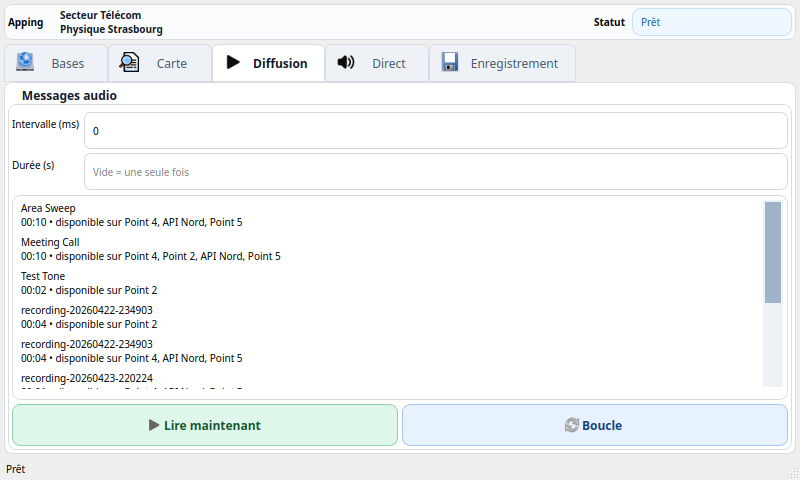 Apping
Secteur Télécom
Physique Strasbourg
Statut
Prêt
Bases
Carte
Diffusion
Direct
Enregistrement
Messages audio
Intervalle (ms)
0
Durée (s)
Vide = une seule fois
Area Sweep
00:10 • disponible sur Point 4, API Nord, Point 5
Meeting Call
00:10 • disponible sur Point 4, Point 2, API Nord, Point 5
Test Tone
00:02 • disponible sur Point 2
recording-20260422-234903
00:04 • disponible sur Point 2
recording-20260422-234903
00:04 • disponible sur Point 4, API Nord, Point 5
recording-20260423-220224
Lire maintenant
Boucle
Prêt